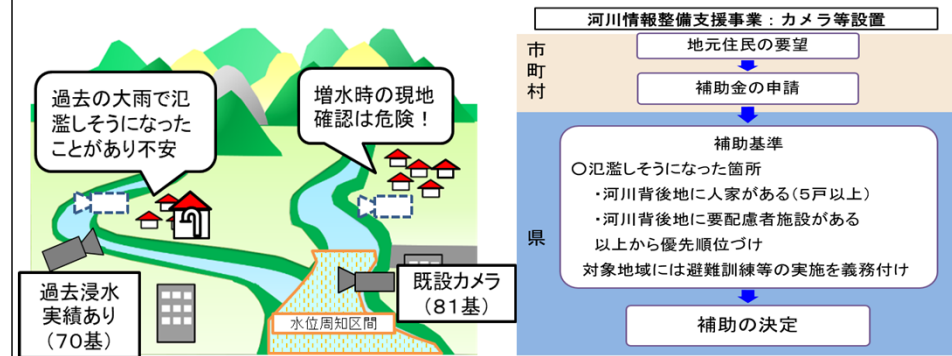 過去の大雨で氾
濫しそうになった
ことがあり不安
増水時の現地
確認は危険！
過去浸水
実績あり
（70基）
既設カメラ
（81基）
水位周知区間
河川情報整備支援事業：カメラ等設置
市町村
地元住民の要望
補助金の申請
県
補助基準
〇氾濫しそうになった箇所
・河川背後地に人家がある（５戸以上）
・河川背後地に要配慮者施設がある
以上から優先順位づけ
対象地域には避難訓練等の実施を義務付け
補助の決定